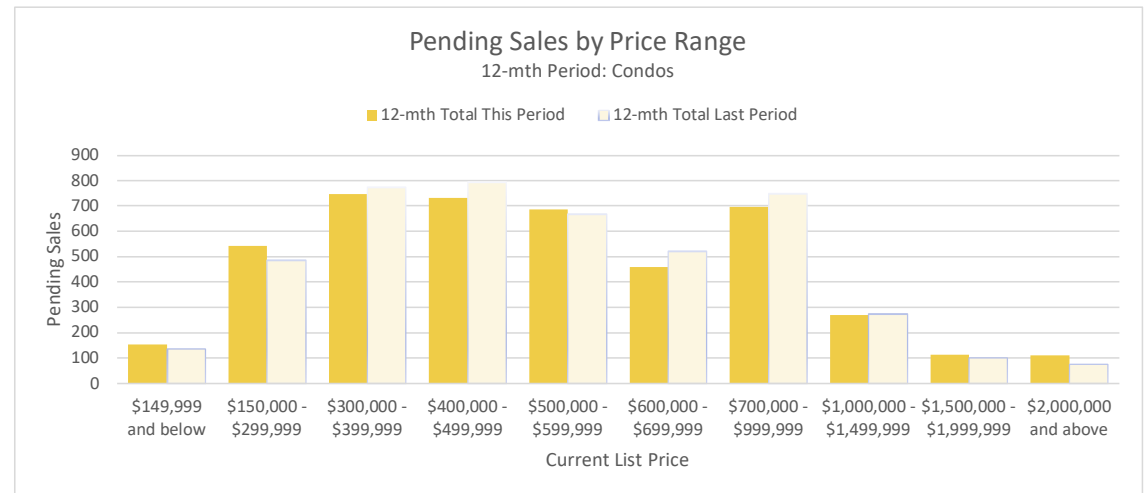 Pending Sales by Price Range
12-mth Period: Condos
12-mth Total This Period 12-mth Total Last Period
900
800
700
600
500
400
300
200
100
0
Pending Sales
$149,999 and below
$150,000 - $299,999
$300,000 - $399,999
$400,000 - $499,999
$500,000 - $599,999
$600,000 - $699,999
$700,000 - $999,999
$1,000,000 - $1,499,999
$1,500,000 - $1,999,999
$2,000,000 and above
Current List Price